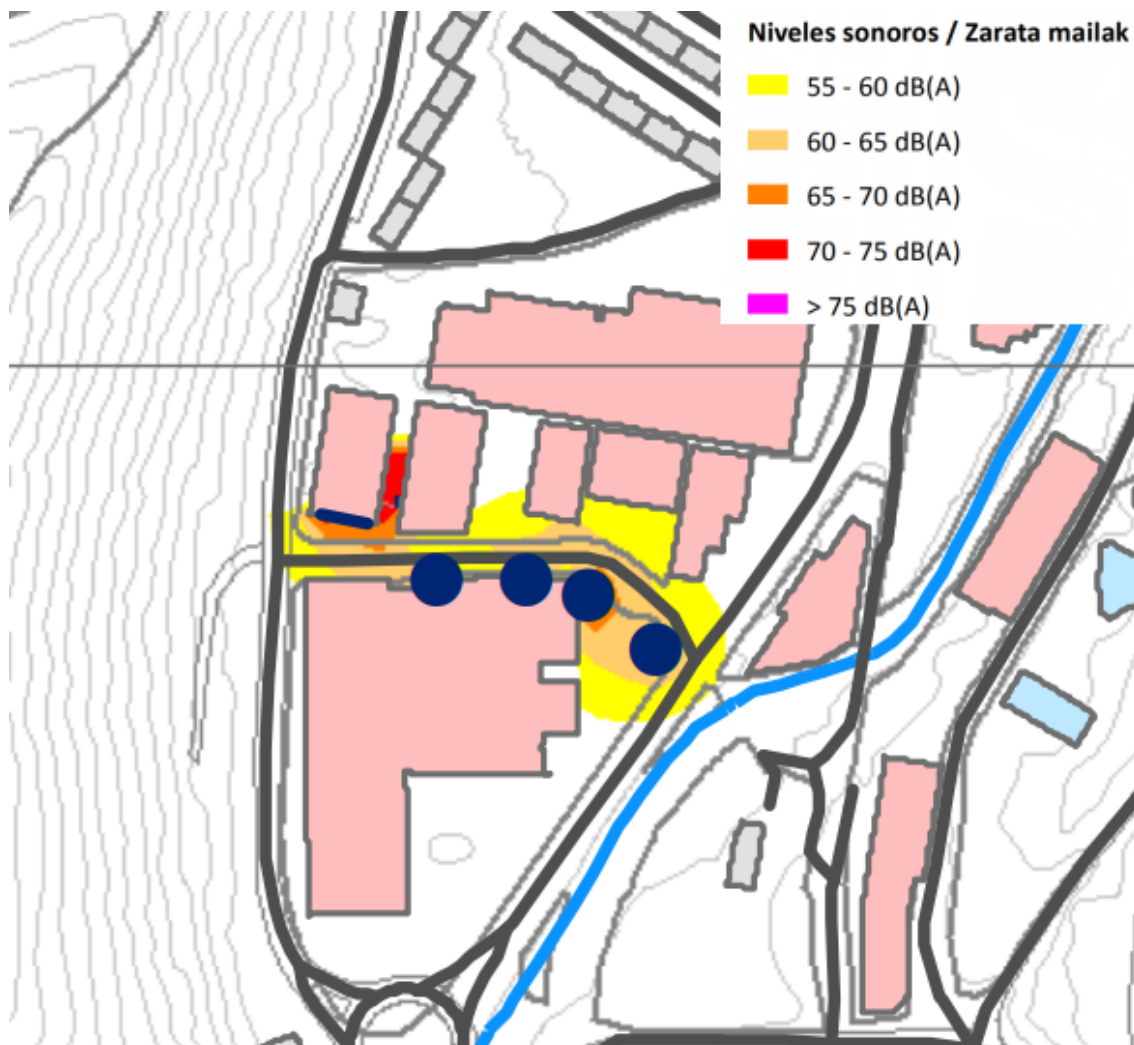 Niveles sonoros / Zarata mailak
55 - 60 dB(A)
60 - 65 dB(A)
65 - 70 dB(A)
70 - 75 dB(A)
> 75 dB(A)